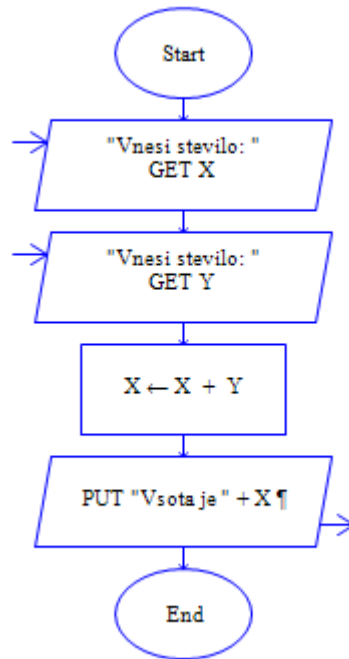 Start
"Vnesi stevilo: "
GET X
"Vnesi stevilo: "
GET Y
X ← X + Y
PUT "Vsota je " + X ¶
End